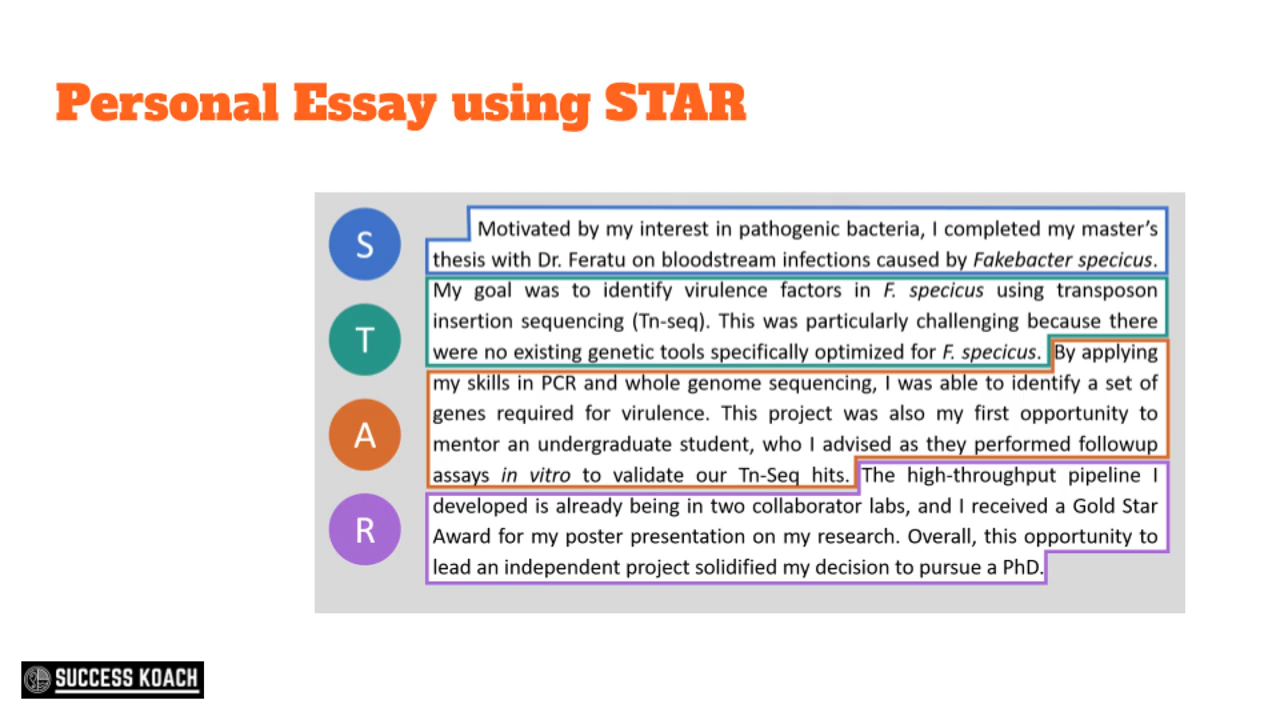 Personal Essay using STAR
S
T
A
R
Motivated by my interest in pathogenic bacteria, I completed my master's
thesis with Dr. Feratu on bloodstream infections caused by Fakebacter specicus.
My goal was to identify virulence factors in F. specicus using transposon
insertion sequencing (Tn-seq). This was particularly challenging because there
were no existing genetic tools specifically optimized for F. specicus. By applying
my skills in PCR and whole genome sequencing, I was able to identify a set of
genes required for virulence. This project was also my first opportunity to
mentor an undergraduate student, who I advised as they performed followup
assays in vitro to validate our Tn-Seq hits. The high-throughput pipeline I
developed is already being in two collaborator labs, and I received a Gold Star
Award for my poster presentation on my research. Overall, this opportunity to
lead an independent project solidified my decision to pursue a PhD.
SUCCESS KOACH